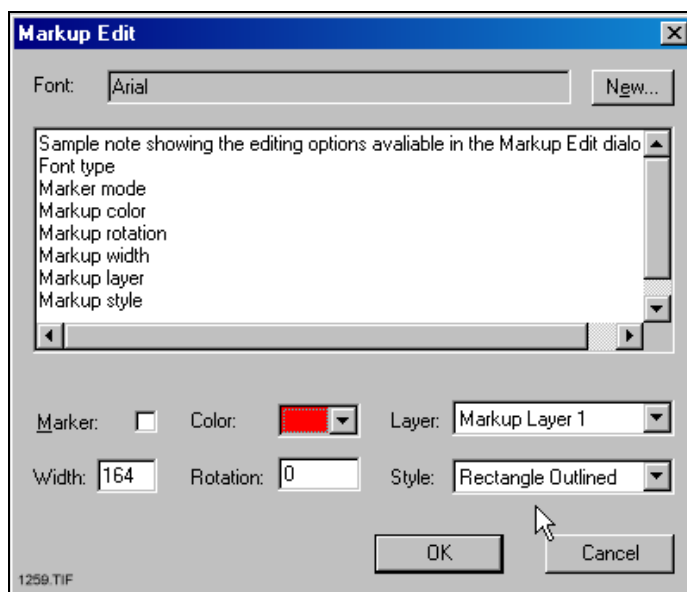 Markup Edit
Font: Arial New...
Sample note showing the editing options avaliable in the Markup Edit dialo
Font type
Marker mode
Markup color
Markup rotation
Markup width
Markup layer
Markup style
Marker: Color: Layer: Markup Layer 1
Width: 164 Rotation: 0 Style: Rectangle Outlined
OK Cancel
1259.TIF